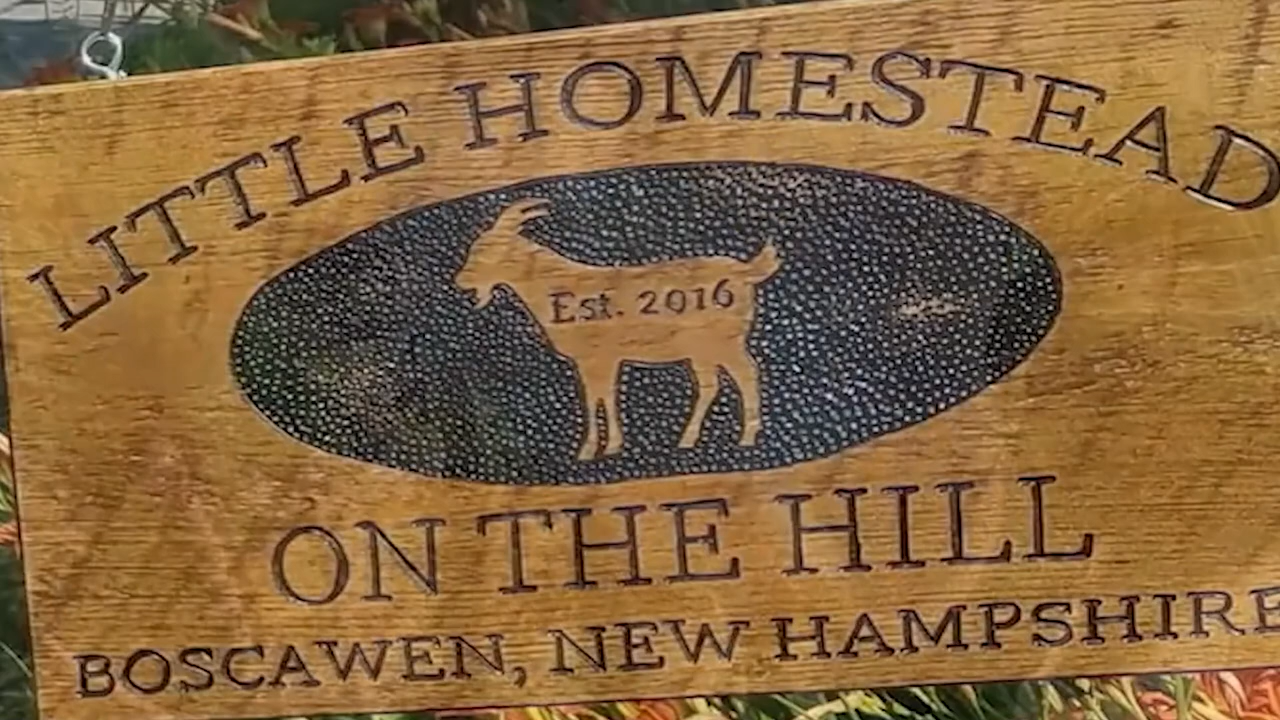 LITTLE HOMESTEAD
Est. 2016
ON THE HILL
BOSCAWEN, NEW HAMPSHIRE